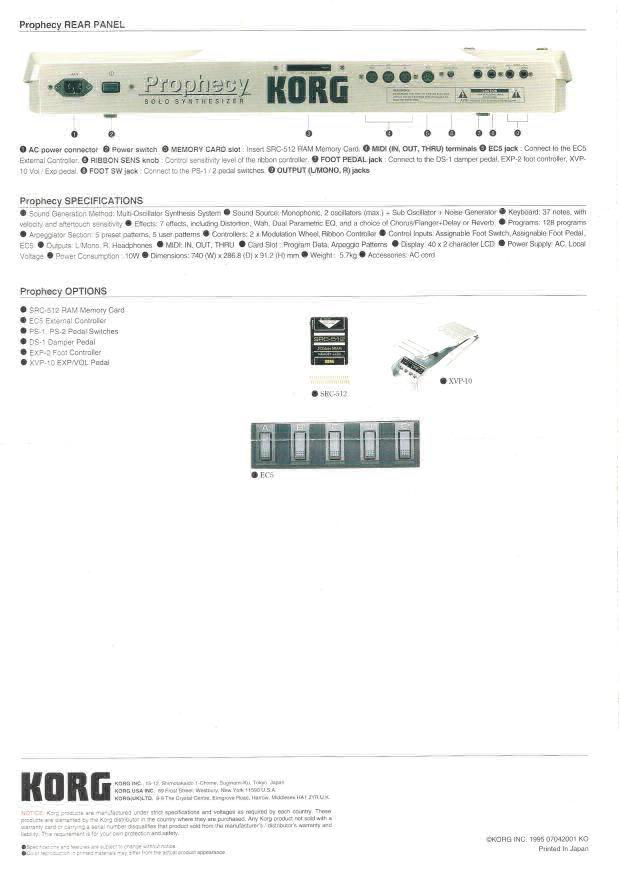 Prophecy REAR PANEL
Prophecy
SOLO SYNTHESIZER
KORG
❶ ❷ ❸ ❹ ❺ ❻ ❼ ❽ ❾
❶ AC power connector ❷ Power switch ❸ MEMORY CARD slot : Insert SRC-512 RAM Memory Card. ❹ MIDI (IN, OUT, THRU) terminals ❺ EC5 jack : Connect to the EC5
External Controller. ❻ RIBBON SENS knob : Control sensitivity level of the ribbon controller. ❼ FOOT PEDAL jack : Connect to the DS-1 damper pedal, EXP-2 foot controller, XVP-
10 Vol / Exp pedal. ❽ FOOT SW jack : Connect to the PS-1 / 2 pedal switches. ❾ OUTPUT (L/MONO, R) jacks
Prophecy SPECIFICATIONS
● Sound Generation Method: Multi-Oscillator Synthesis System ● Sound Source: Monophonic, 2 oscillators (max.) + Sub Oscillator + Noise Generator ● Keyboard: 37 notes, with
velocity and aftertouch sensitivity ● Effects: 7 effects, including Distortion, Wah, Dual Parametric EQ, and a choice of Chorus/Flanger+Delay or Reverb ● Programs: 128 programs
● Arpeggiator Section: 5 preset patterns, 5 user patterns ● Controllers: 2 x Modulation Wheel, Ribbon Controller ● Control Inputs: Assignable Foot Switch, Assignable Foot Pedal,
EC5 ● Outputs: L/Mono, R, Headphones ● MIDI: IN, OUT, THRU ● Card Slot : Program Data, Arpeggio Patterns ● Display: 40 x 2 character LCD ● Power Supply: AC, Local
Voltage ● Power Consumption : 10W ● Dimensions: 740 (W) x 286.8 (D) x 91.2 (H) mm ● Weight : 5.7kg ● Accessories: AC cord
Prophecy OPTIONS
● SRC-512 RAM Memory Card
● EC5 External Controller
● PS-1, PS-2 Pedal Switches
● DS-1 Damper Pedal
● EXP-2 Foot Controller
● XVP-10 EXP/VOL Pedal
SRC-512
● SRC-512
● XVP-10
A B C D E
● EC5
KORG
KORG INC. 15-12, Shimotakaido 1-Chome, Suginami-Ku, Tokyo, Japan
KORG USA INC. 89 Frost Street, Westbury, New York 11590 U.S.A.
KORG(UK)LTD. 8-9 The Crystal Centre, Elmgrove Road, Harrow, Middlesex HA1 2YR U.K.
NOTICE: Korg products are manufactured under strict specifications and voltages as required by each country. These
products are warranted by the Korg distributor in the country where they are purchased. Any Korg product not sold with a
warranty card or carrying a serial number disqualifies that product sold from the manufacturer's / distributor's warranty and
liability. This requirement is for your own protection and safety.
● Specifications and features are subject to change without notice.
● Color reproduction in printed materials may differ from the actual product appearance.
©KORG INC. 1995 07042001 KO
Printed In Japan